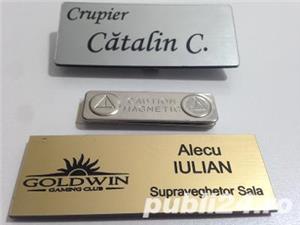 Crupier
Cătalin C.
CAUTION
MAGNETIC
Alecu
IULIAN
GOLDWIN
GAMING CLUB
Supraveghetor Sala
publi24.ro